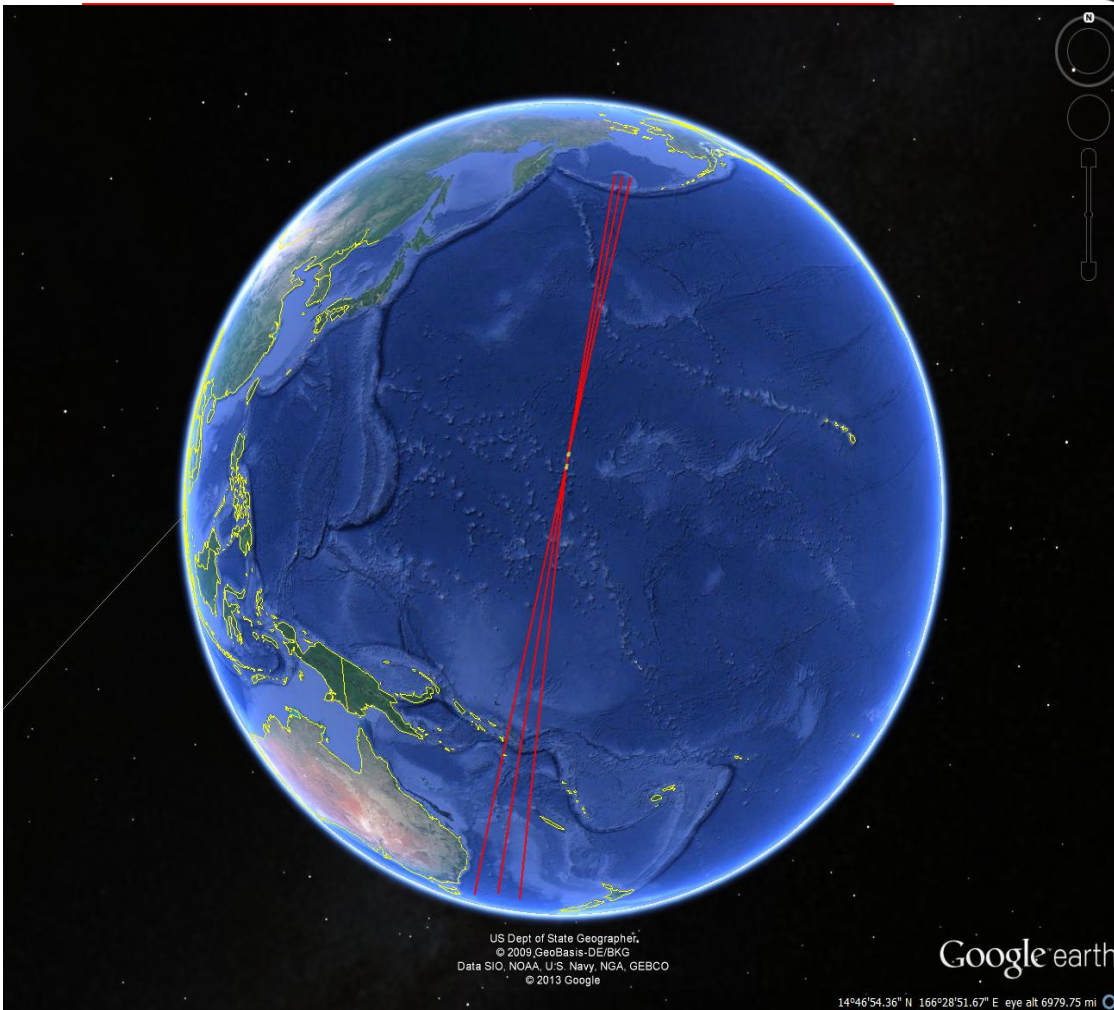 N
US Dept of State Geographer
© 2009 GeoBasis-DE/BKG
Data SIO, NOAA, U.S. Navy, NGA, GEBCO
© 2013 Google
Google earth
14°46'54.36" N 166°28'51.67" E eye alt 6979.75 mi